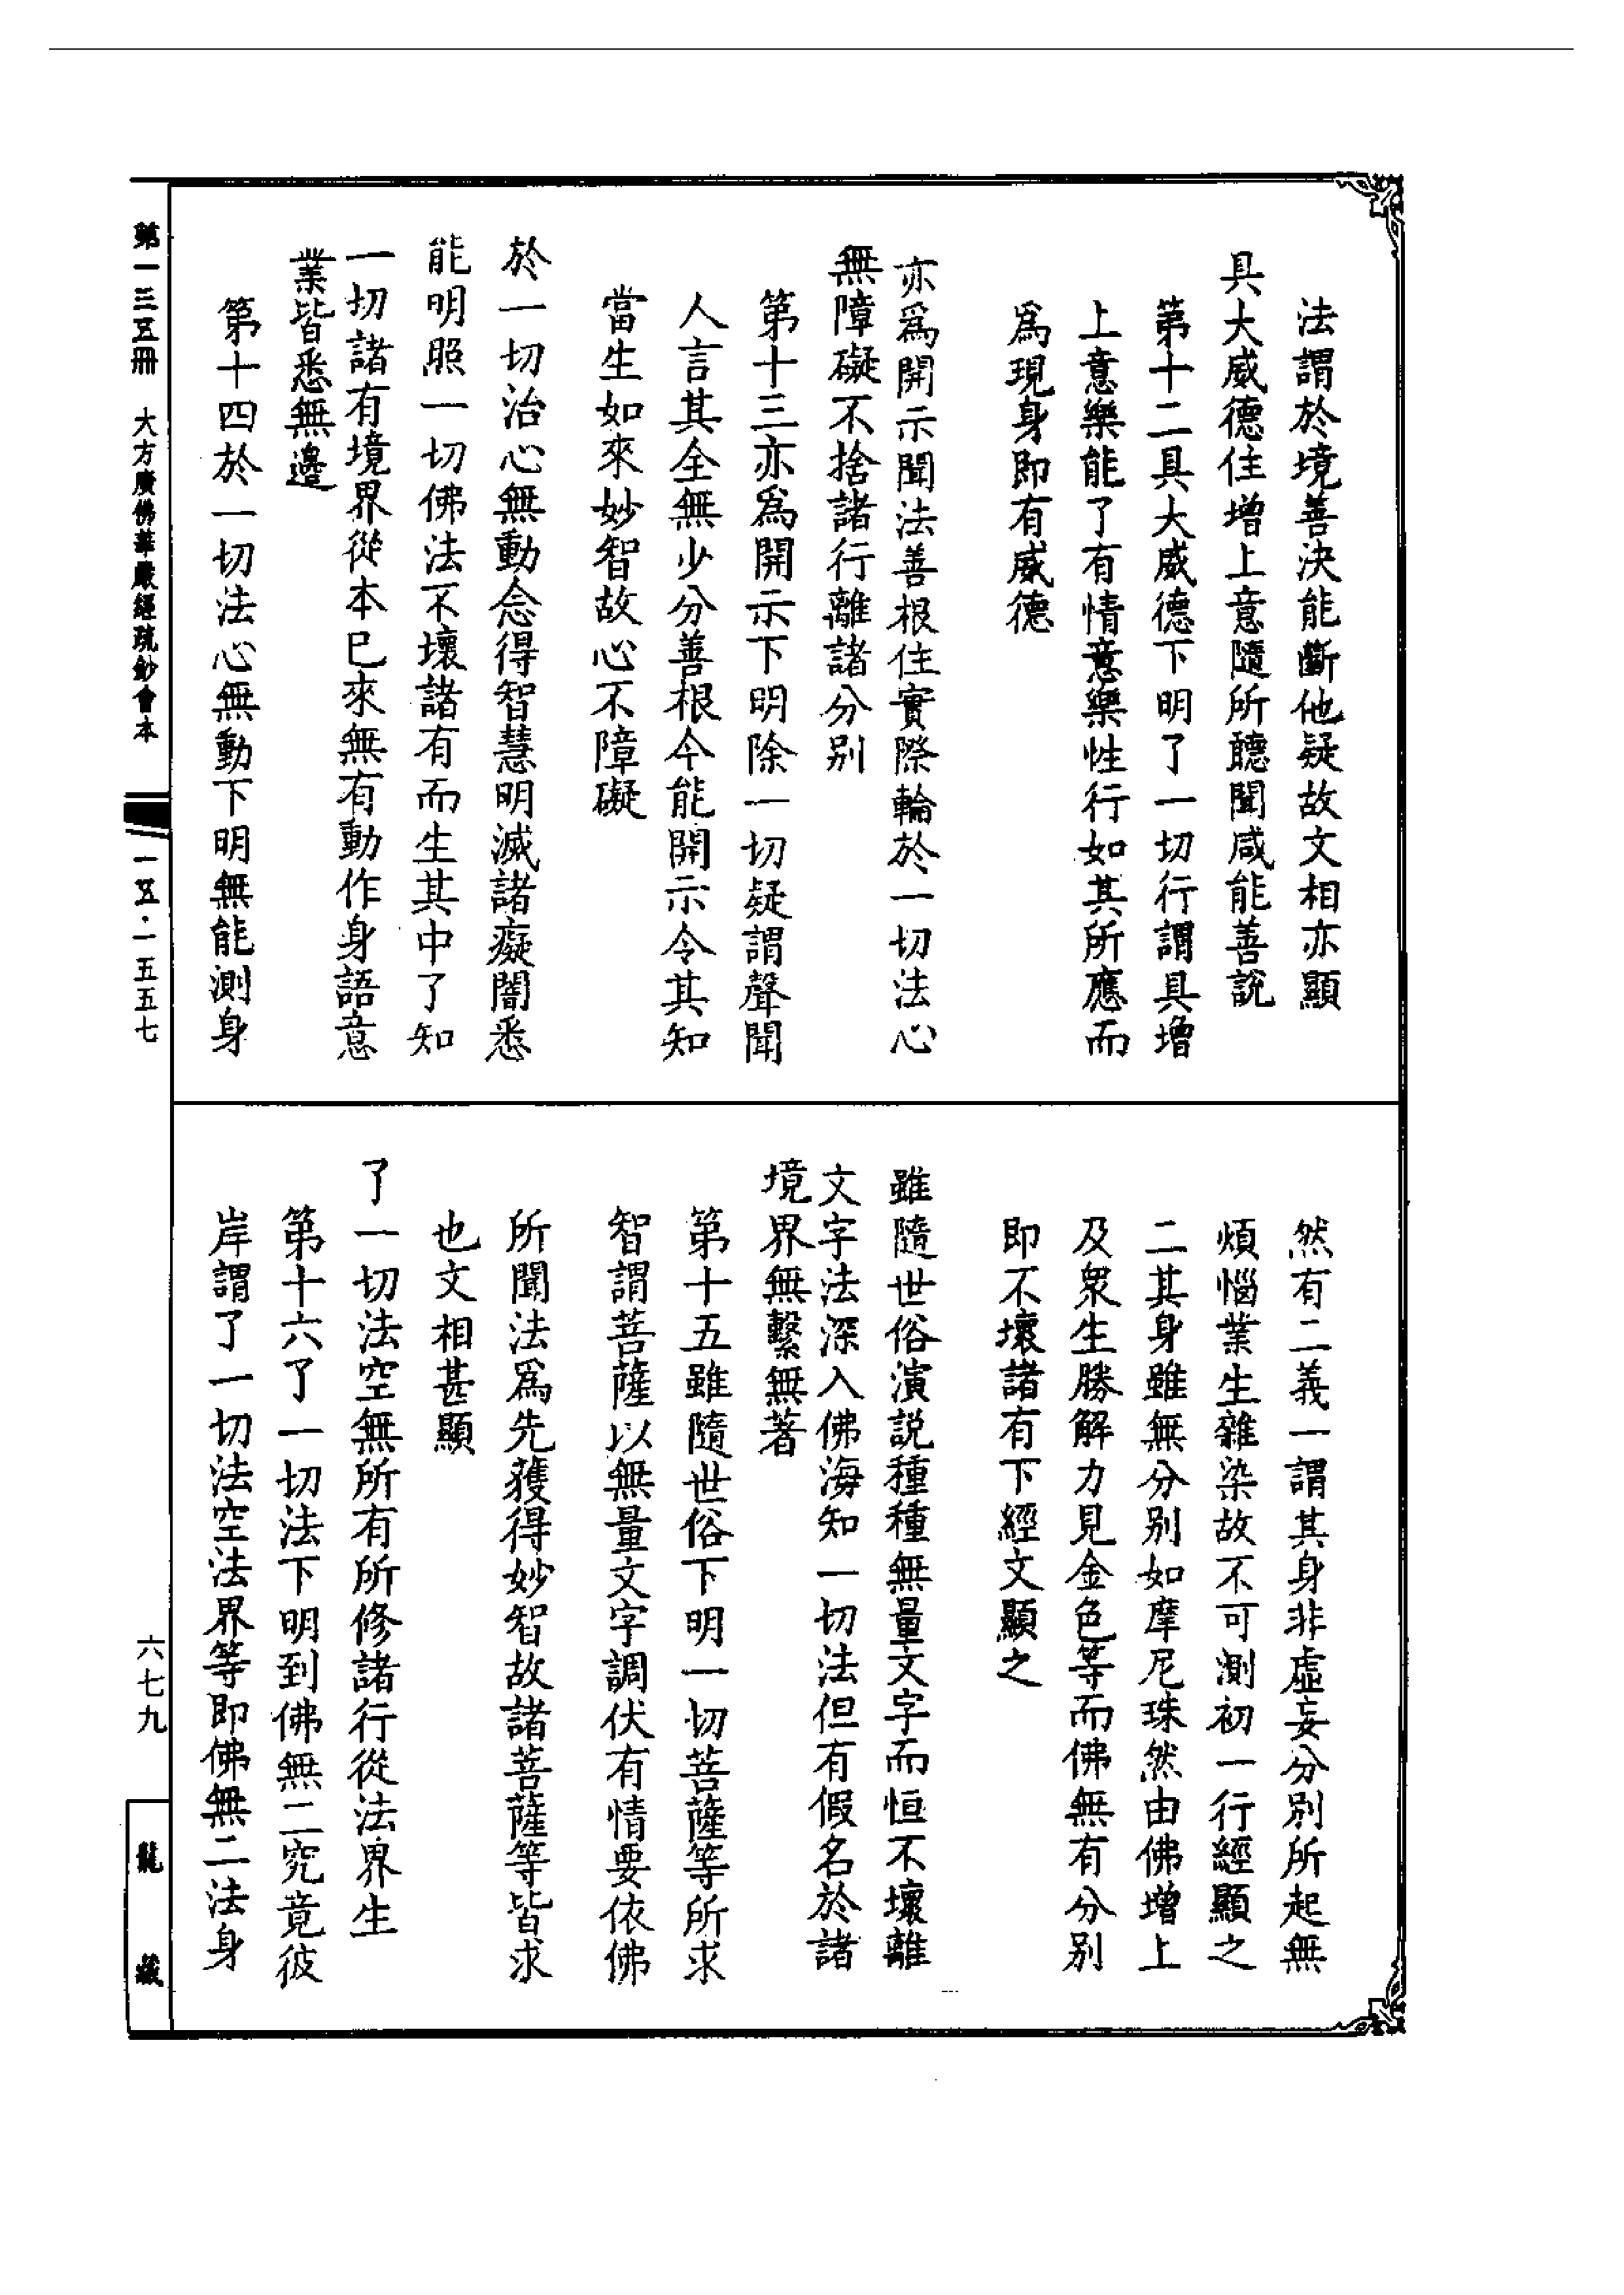 法謂於境善決能斷他疑故文相亦顯
具大威德住增上意隨所聽聞咸能善說
第十二具大威德下明了一切行謂具增
上意樂能了有情意樂性行如其所應而
爲現身即有威德
亦爲開示聞法善根住實際輪於一切法心
無障礙不捨諸行離諸分別
第十三亦爲開示下明除一切疑謂聲聞
人言其全無少分善根今能開示令其知
當生如來妙智故心不障礙
於一切治心無動念得智慧明滅諸癡闇悉
能明照一切佛法不壞諸有而生其中了知
一切諸有境界從本已來無有動作身語意
業皆悉無邊
第十四於一切法心無動下明無能測身
然有二義一謂其身非虛妄分別所起無
煩惱業生雜染故不可測初一行經顯之
二其身雖無分別如摩尼珠然由佛增上
及衆生勝解力見金色等而佛無有分別
即不壞諸有下經文顯之
雖隨世俗演説種種無量文字而恒不壞離
文字法深入佛海知一切法但有假名於諸
境界無繫無著
第十五雖隨世俗下明一切菩薩等所求
智謂菩薩以無量文字調伏有情要依佛
所聞法爲先獲得妙智故諸菩薩等皆求
也文相甚顯
了一切法空無所有所修諸行從法界生
第十六了一切法下明到佛無二究竟彼
岸謂了一切法空法界等即佛無二法身
第一三五冊 大方廣佛華嚴經疏鈔會本
一五·一五五七
六七九
龍藏